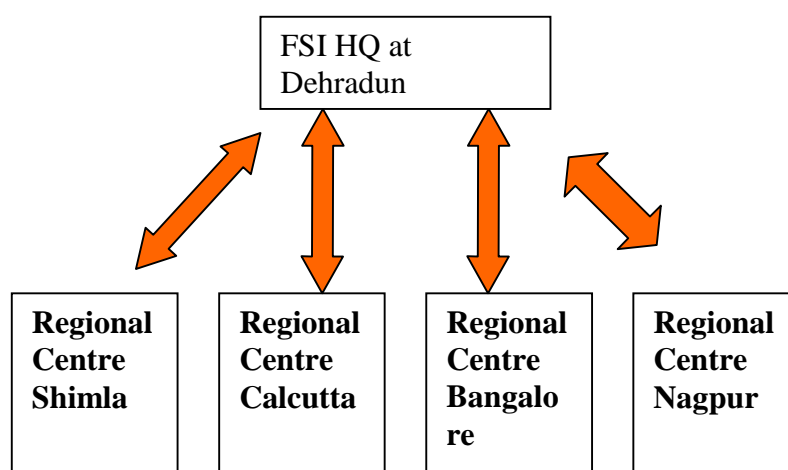 FSI HQ at
Dehradun
Regional
Centre
Shimla
Regional
Centre
Calcutta
Regional
Centre
Bangalo
re
Regional
Centre
Nagpur